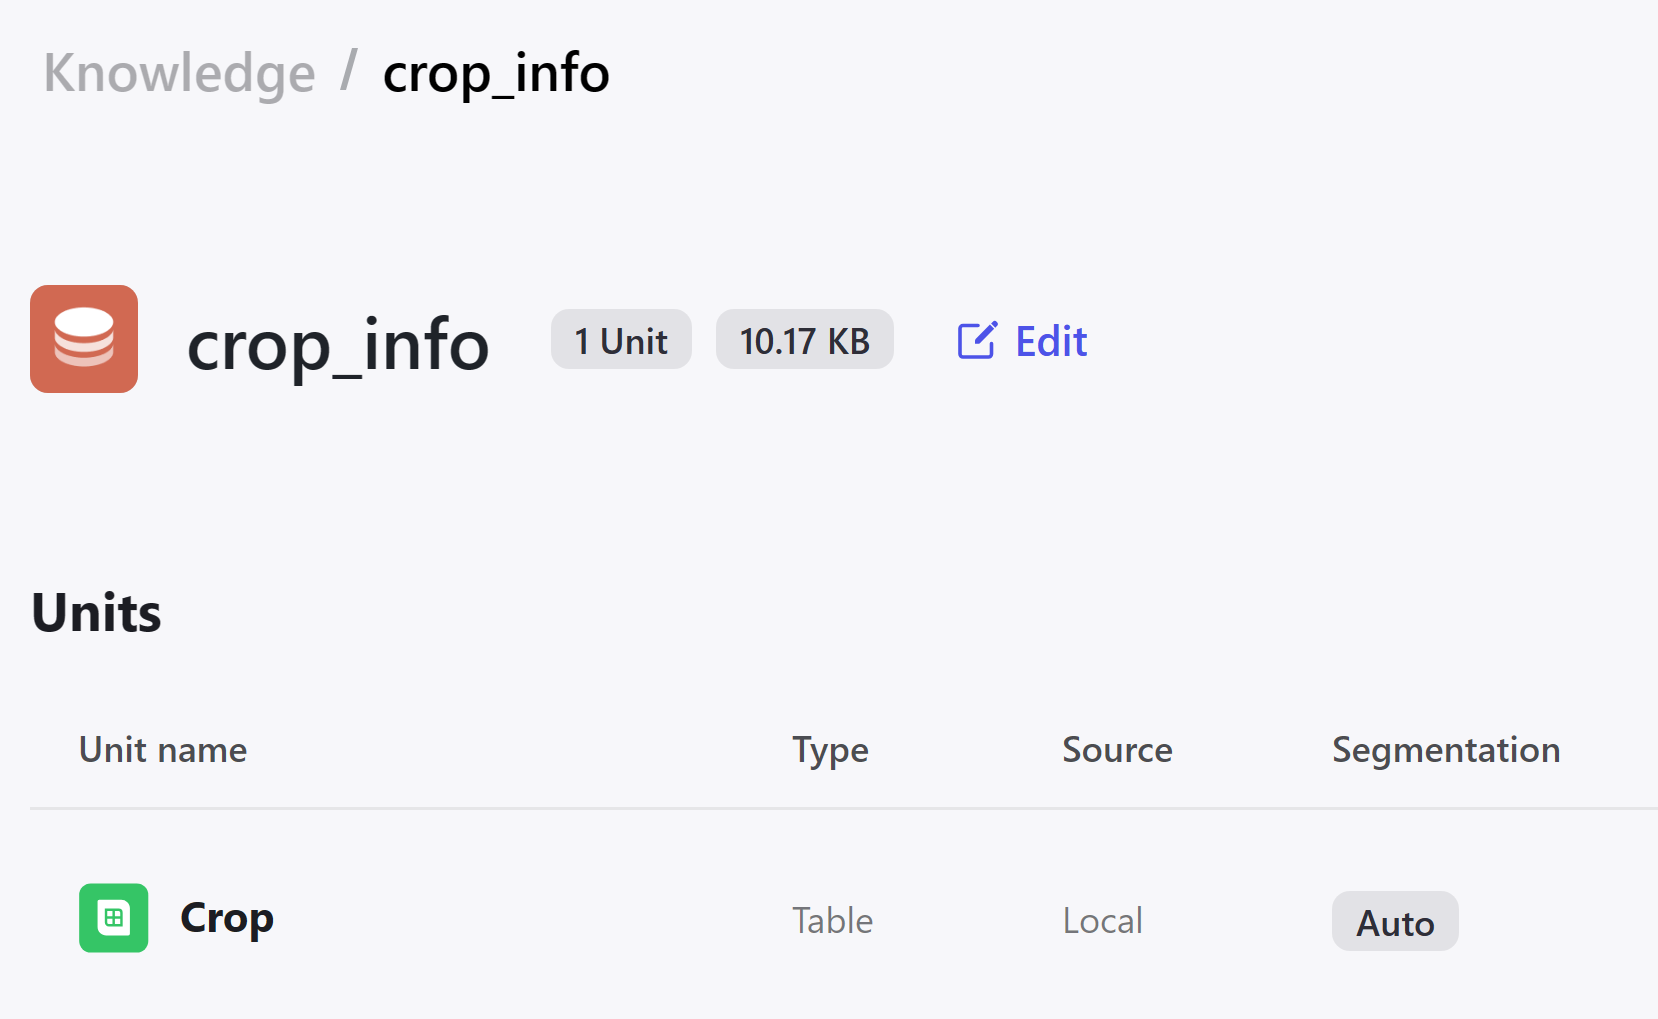 Knowledge / crop_info
crop_info 1 Unit 10.17 KB Edit
Units
Unit name Type Source Segmentation
Crop Table Local Auto